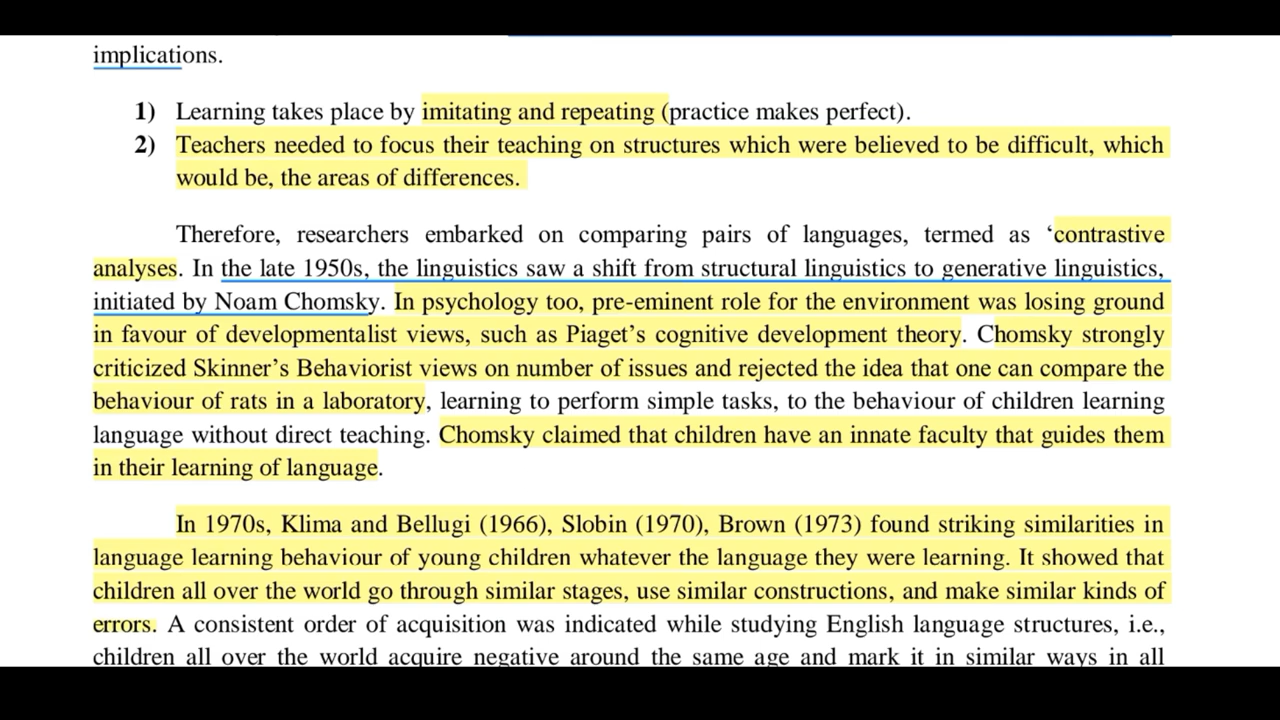 implications.
1) Learning takes place by imitating and repeating (practice makes perfect).
2) Teachers needed to focus their teaching on structures which were believed to be difficult, which
would be, the areas of differences.
Therefore, researchers embarked on comparing pairs of languages, termed as ‘contrastive
analyses. In the late 1950s, the linguistics saw a shift from structural linguistics to generative linguistics,
initiated by Noam Chomsky. In psychology too, pre-eminent role for the environment was losing ground
in favour of developmentalist views, such as Piaget’s cognitive development theory. Chomsky strongly
criticized Skinner’s Behaviorist views on number of issues and rejected the idea that one can compare the
behaviour of rats in a laboratory, learning to perform simple tasks, to the behaviour of children learning
language without direct teaching. Chomsky claimed that children have an innate faculty that guides them
in their learning of language.
In 1970s, Klima and Bellugi (1966), Slobin (1970), Brown (1973) found striking similarities in
language learning behaviour of young children whatever the language they were learning. It showed that
children all over the world go through similar stages, use similar constructions, and make similar kinds of
errors. A consistent order of acquisition was indicated while studying English language structures, i.e.,
children all over the world acquire negative around the same age and mark it in similar ways in all